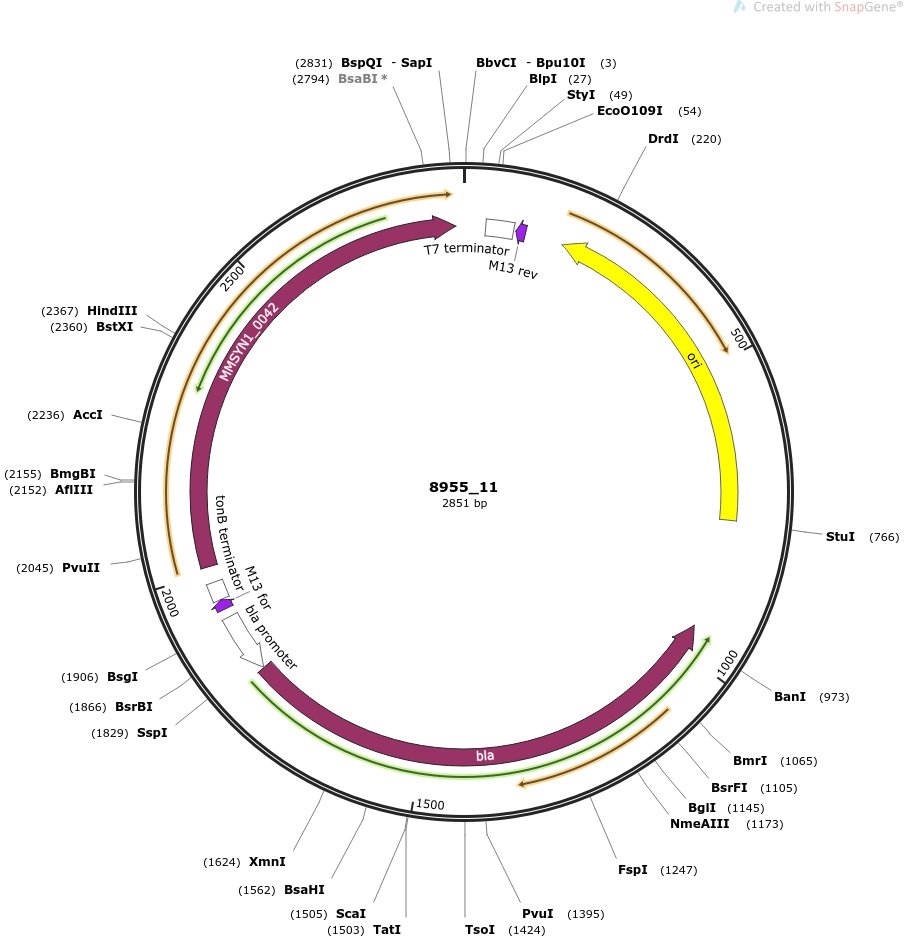 Created with SnapGene®
(2831) BspQI - SapI
(2794) BsaBI *
BbvCI - Bpu10I (3)
BlpI (27)
StyI (49)
EcoO109I (54)
DrdI (220)
T7 terminator
M13 rev
2500
500
(2367) HindIII
(2360) BstXI
MMSYN1_0042
ori
(2236) AccI
(2155) BmgBI
(2152) AflIII
8955_11
2851 bp
StuI (766)
(2045) PvuII
tonB terminator
M13 for
bla promoter
2000
1000
(1906) BsgI
(1866) BsrBI
(1829) SspI
BanI (973)
BmrI (1065)
BsrFI (1105)
BglI (1145)
NmeAIII (1173)
bla
1500
(1624) XmnI
(1562) BsaHI
(1505) ScaI
(1503) TatI
FspI (1247)
PvuI (1395)
TsoI (1424)